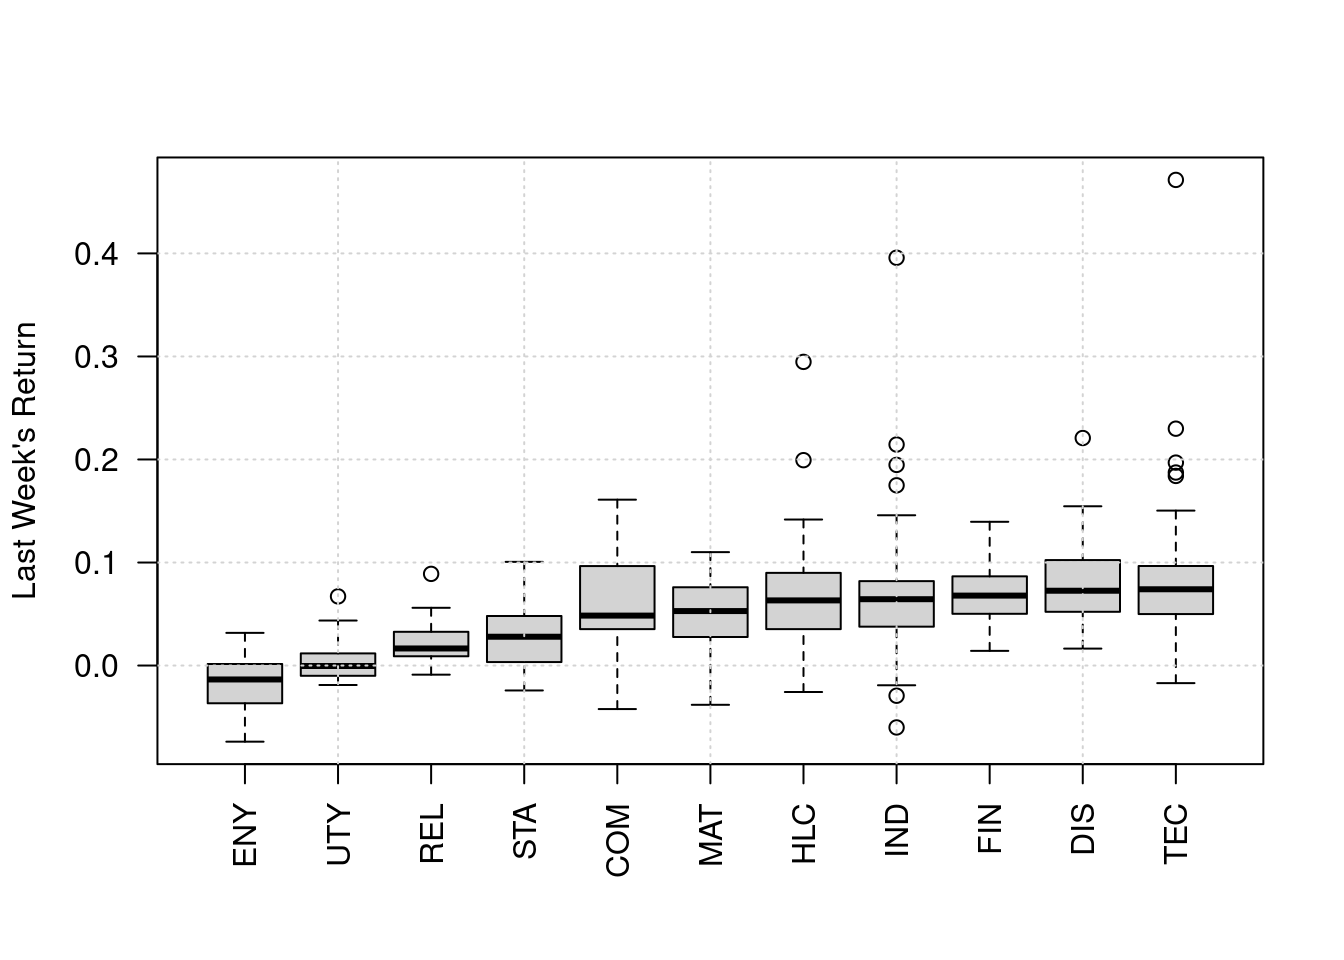 Last Week's Return
0.4
0.3
0.2
0.1
0.0
ENY
UTY
REL
STA
COM
MAT
HLC
IND
FIN
DIS
TEC